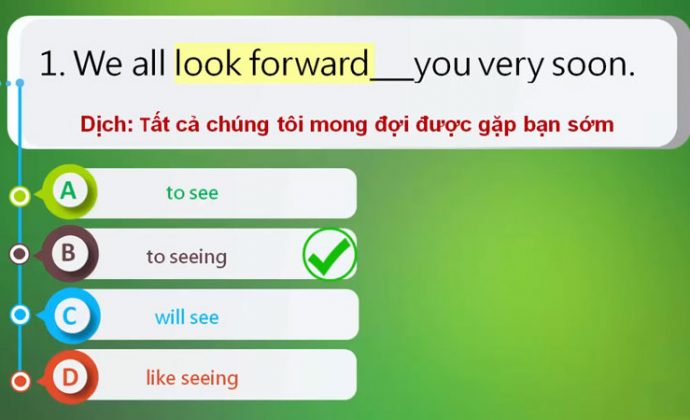 1. We all look forward___you very soon.
Dịch: Tất cả chúng tôi mong đợi được gặp bạn sớm
A to see
B to seeing
C will see
D like seeing